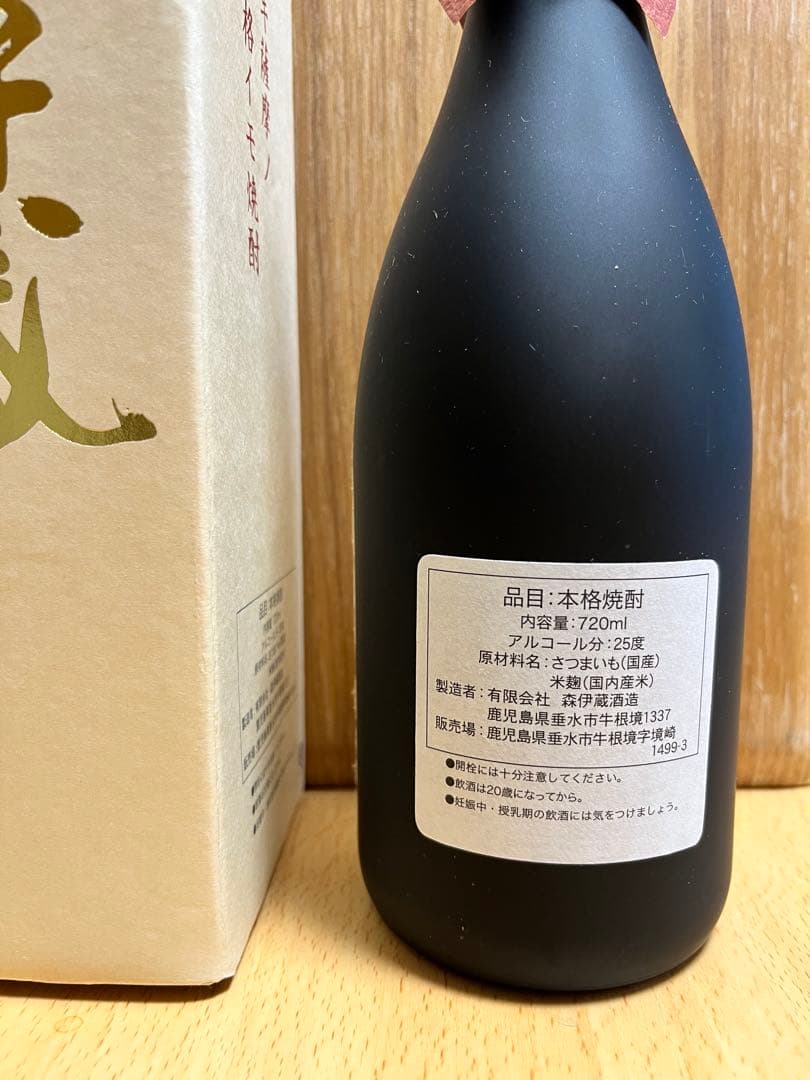 蔵
格イモ焼酎
品目:本格焼酎
内容量:720ml
アルコール分:25度
原材料名:さつまいも(国産)
米麹(国内産米)
製造者:有限会社 森伊蔵酒造
鹿児島県垂水市牛根境1337
販売場:鹿児島県垂水市牛根境字境崎
1499-3
●開栓には十分注意してください。
●飲酒は20歳になってから。
●妊娠中・授乳期の飲酒には気をつけましょう。